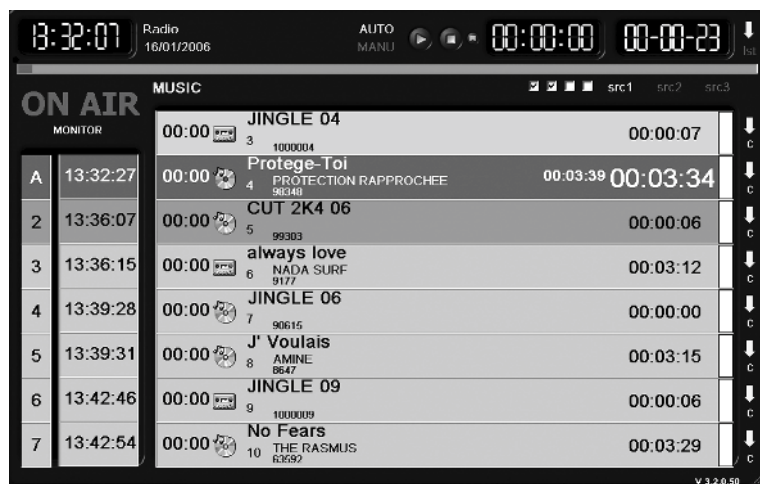 13:32:07 Radio 16/01/2006 AUTO MANU 00:00:00 00-00-23 lst
MUSIC src1 src2 src3
ON AIR
MONITOR
00:00 JINGLE 04 3 1000004 00:00:07 C
A 13:32:27 00:00 Protege-Toi 4 PROTECTION RAPPROCHEE 98348 00:03:39 00:03:34 C
2 13:36:07 00:00 CUT 2K4 06 5 99303 00:00:06 C
3 13:36:15 00:00 always love 6 NADA SURF 9177 00:03:12 C
4 13:39:28 00:00 JINGLE 06 7 90615 00:00:00 C
5 13:39:31 00:00 J' Voulais 8 AMINE 8647 00:03:15 C
6 13:42:46 00:00 JINGLE 09 9 1000009 00:00:06 C
7 13:42:54 00:00 No Fears 10 THE RASMUS 63592 00:03:29 C
V 3.2.0.50